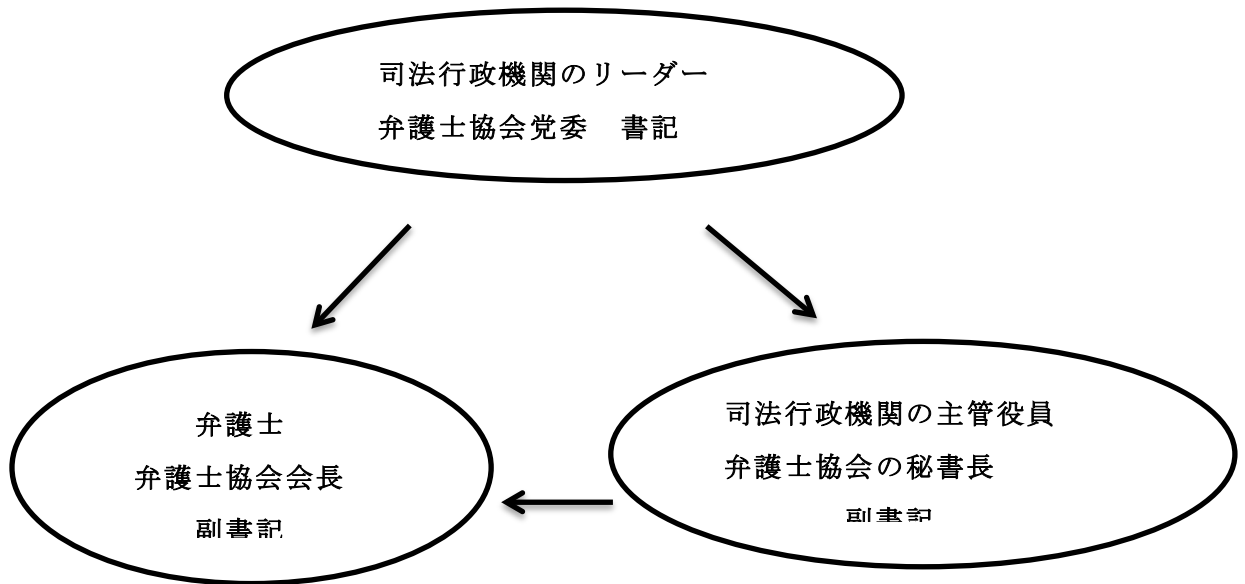 司法行政機関のリーダー
弁護士協会党委　書記
弁護士
弁護士協会会長
副書記
司法行政機関の主管役員
弁護士協会の秘書長
副書記